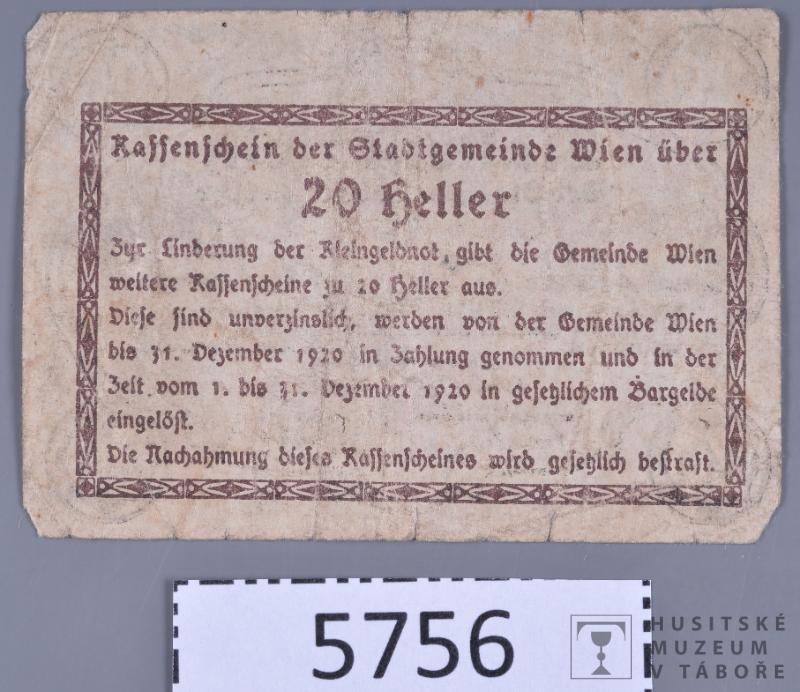 Kassenschein der Stadtgemeinde Wien über
20 Heller
Zur Linderung der Kleingeldnot gibt die Gemeinde Wien
weitere Kassenscheine zu 20 Heller aus.
Diese sind unverzinslich, werden von der Gemeinde Wien
bis 31. Dezember 1920 in Zahlung genommen und in der
Zeit vom 1. bis 31. Dezember 1920 in gesetzlichem Bargelde
eingelöst.
Die Nachahmung dieses Kassenscheines wird gesetzlich bestraft.
5756
HUSITSKÉ
MUZEUM
V TÁBOŘE